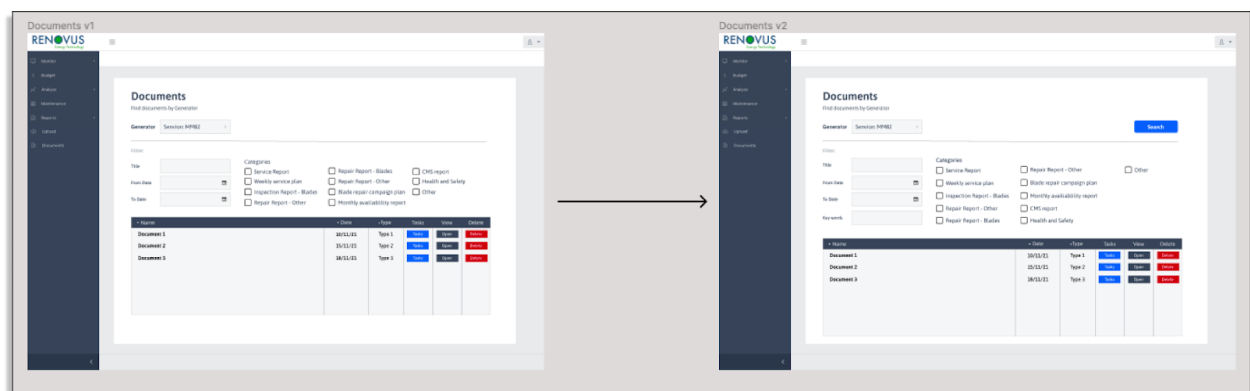 Documents v1
RENOVUS
Energy Technology
Monitor
Budget
Analyze
Maintenance
Reports
Upload
Documents
Documents
Find documents by Generator
Generator Service: MM82
Filter:
Title
From Date
To Date
Categories
Service Report
Weekly service plan
Inspection Report - Blades
Repair Report - Other
Repair Report - Blades
Repair Report - Other
Blade repair campaign plan
Monthly availability report
CMS report
Health and Safety
Other
Name Date Type Tasks View Delete
Document 1 10/11/21 Type 1 Tasks Open Delete
Document 2 15/11/21 Type 2 Tasks Open Delete
Document 3 18/11/21 Type 3 Tasks Open Delete
Documents v2
RENOVUS
Energy Technology
Monitor
Budget
Analyze
Maintenance
Reports
Upload
Documents
Documents
Find documents by Generator
Generator Service: MM82
Search
Filter:
Title
From Date
To Date
Key words
Categories
Service Report
Weekly service plan
Inspection Report - Blades
Repair Report - Other
Repair Report - Blades
Repair Report - Other
Blade repair campaign plan
Monthly availability report
CMS report
Health and Safety
Other
Name Date Type Tasks View Delete
Document 1 10/11/21 Type 1 Tasks Open Delete
Document 2 15/11/21 Type 2 Tasks Open Delete
Document 3 18/11/21 Type 3 Tasks Open Delete